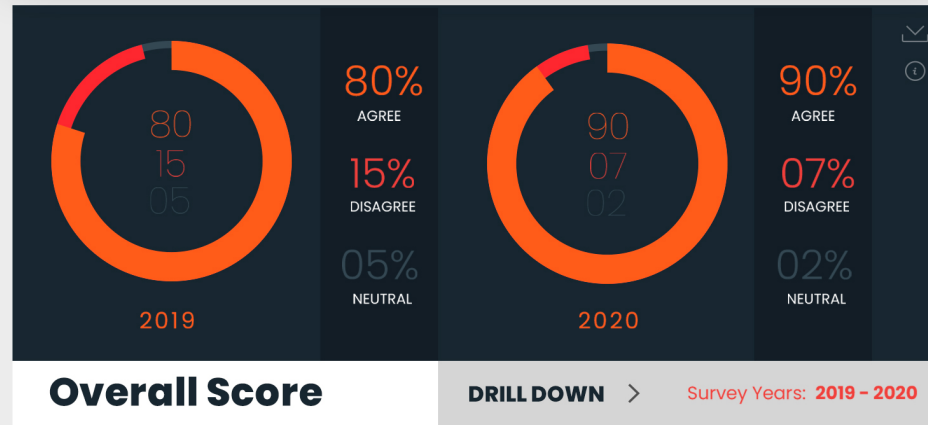 80
15
05
2019
80%
AGREE
15%
DISAGREE
05%
NEUTRAL
90
07
02
2020
90%
AGREE
07%
DISAGREE
02%
NEUTRAL
i
Overall Score
DRILL DOWN >
Survey Years: 2019 - 2020